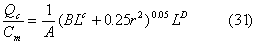 Q_c/C_m = 1/A (BL^c + 0.25r^2)^0.05 L^D (31)